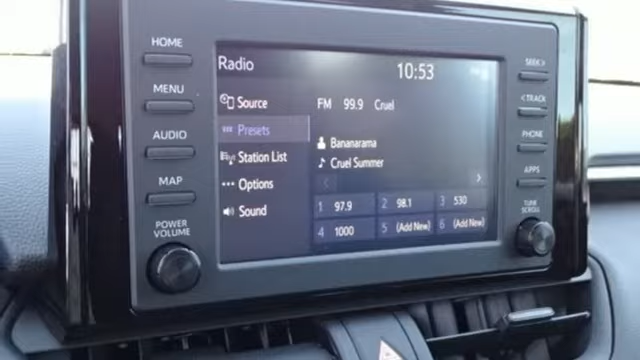 HOME
MENU
AUDIO
MAP
POWER
VOLUME
Radio
10:53
Source
Presets
Station List
Options
Sound
FM 99.9 Cruel
Bananarama
Cruel Summer
1 97.9 2 98.1 3 530
4 1000 5 (Add New) 6 (Add New)
SEEK >
< TRACK
PHONE
APPS
TUNE
SCROLL